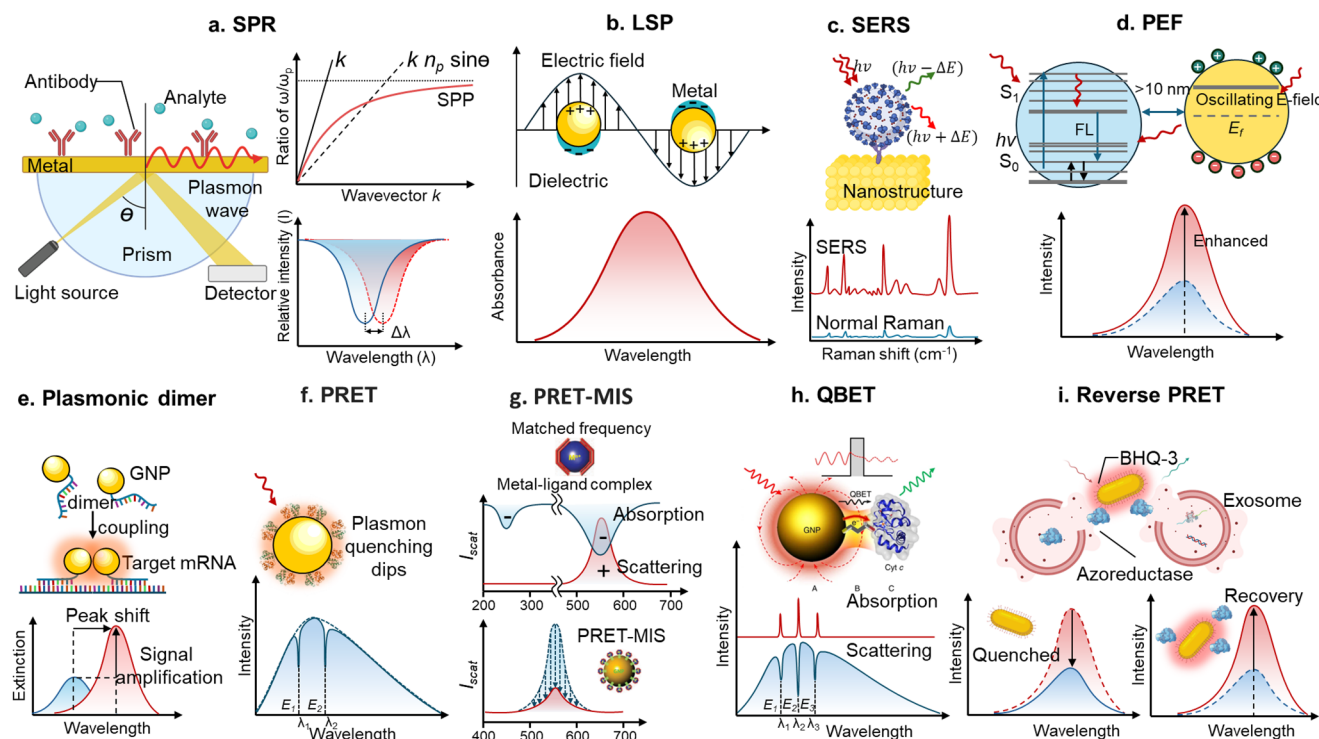 a. SPR
Antibody
Analyte
Metal
Plasmon
wave
ϴ
Prism
Light source
Detector
Ratio of ω/ωp
k
k np sinϴ
SPP
Wavevector k
Relative intensity (I)
Δλ
Wavelength (λ)
b. LSP
Electric field
Metal
+++
+++
Dielectric
Absorbance
Wavelength
c. SERS
hν
(hν − ΔE)
(hν + ΔE)
Nanostructure
SERS
Intensity
Normal Raman
Raman shift (cm⁻¹)
d. PEF
S1
>10 nm
Oscillating
E-field
FL
Ef
hν
S0
Enhanced
Intensity
Wavelength
e. Plasmonic dimer
GNP
dimer
coupling
Target mRNA
Peak shift
Signal
amplification
Extinction
Wavelength
f. PRET
Plasmon
quenching
dips
Intensity
E1
E2
λ1
λ2
Wavelength
g. PRET-MIS
Matched frequency
Metal-ligand complex
Absorption
-
-
+
Scattering
Iscat
200
400
500
600
700
PRET-MIS
Iscat
400
500
600
700
h. QBET
QBET
GNP
e
Cyt c
A
B
C
Absorption
Scattering
Intensity
E1
E2
E3
λ1
λ2
λ3
Wavelength
i. Reverse PRET
BHQ-3
Exosome
Azoreductase
Quenched
Intensity
Wavelength
Recovery
Intensity
Wavelength